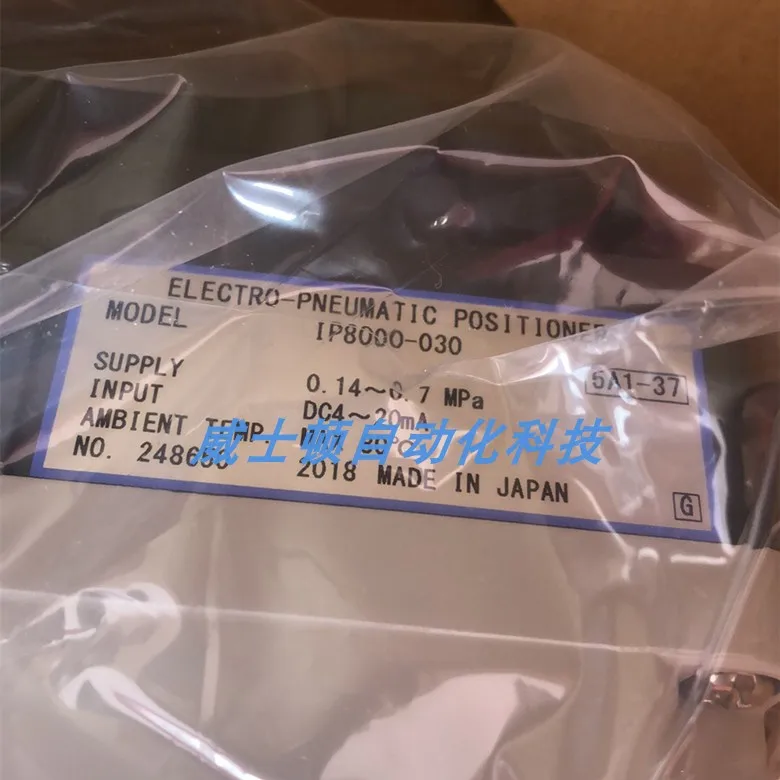 ELECTRO-PNEUMATIC POSITIONER
MODEL IP8000-030
SUPPLY 0.14～0.7 MPa
5A1-37
INPUT DC4～20mA
AMBIENT TEMP.
威士顿自动化科技
NO. 2018 MADE IN JAPAN
G